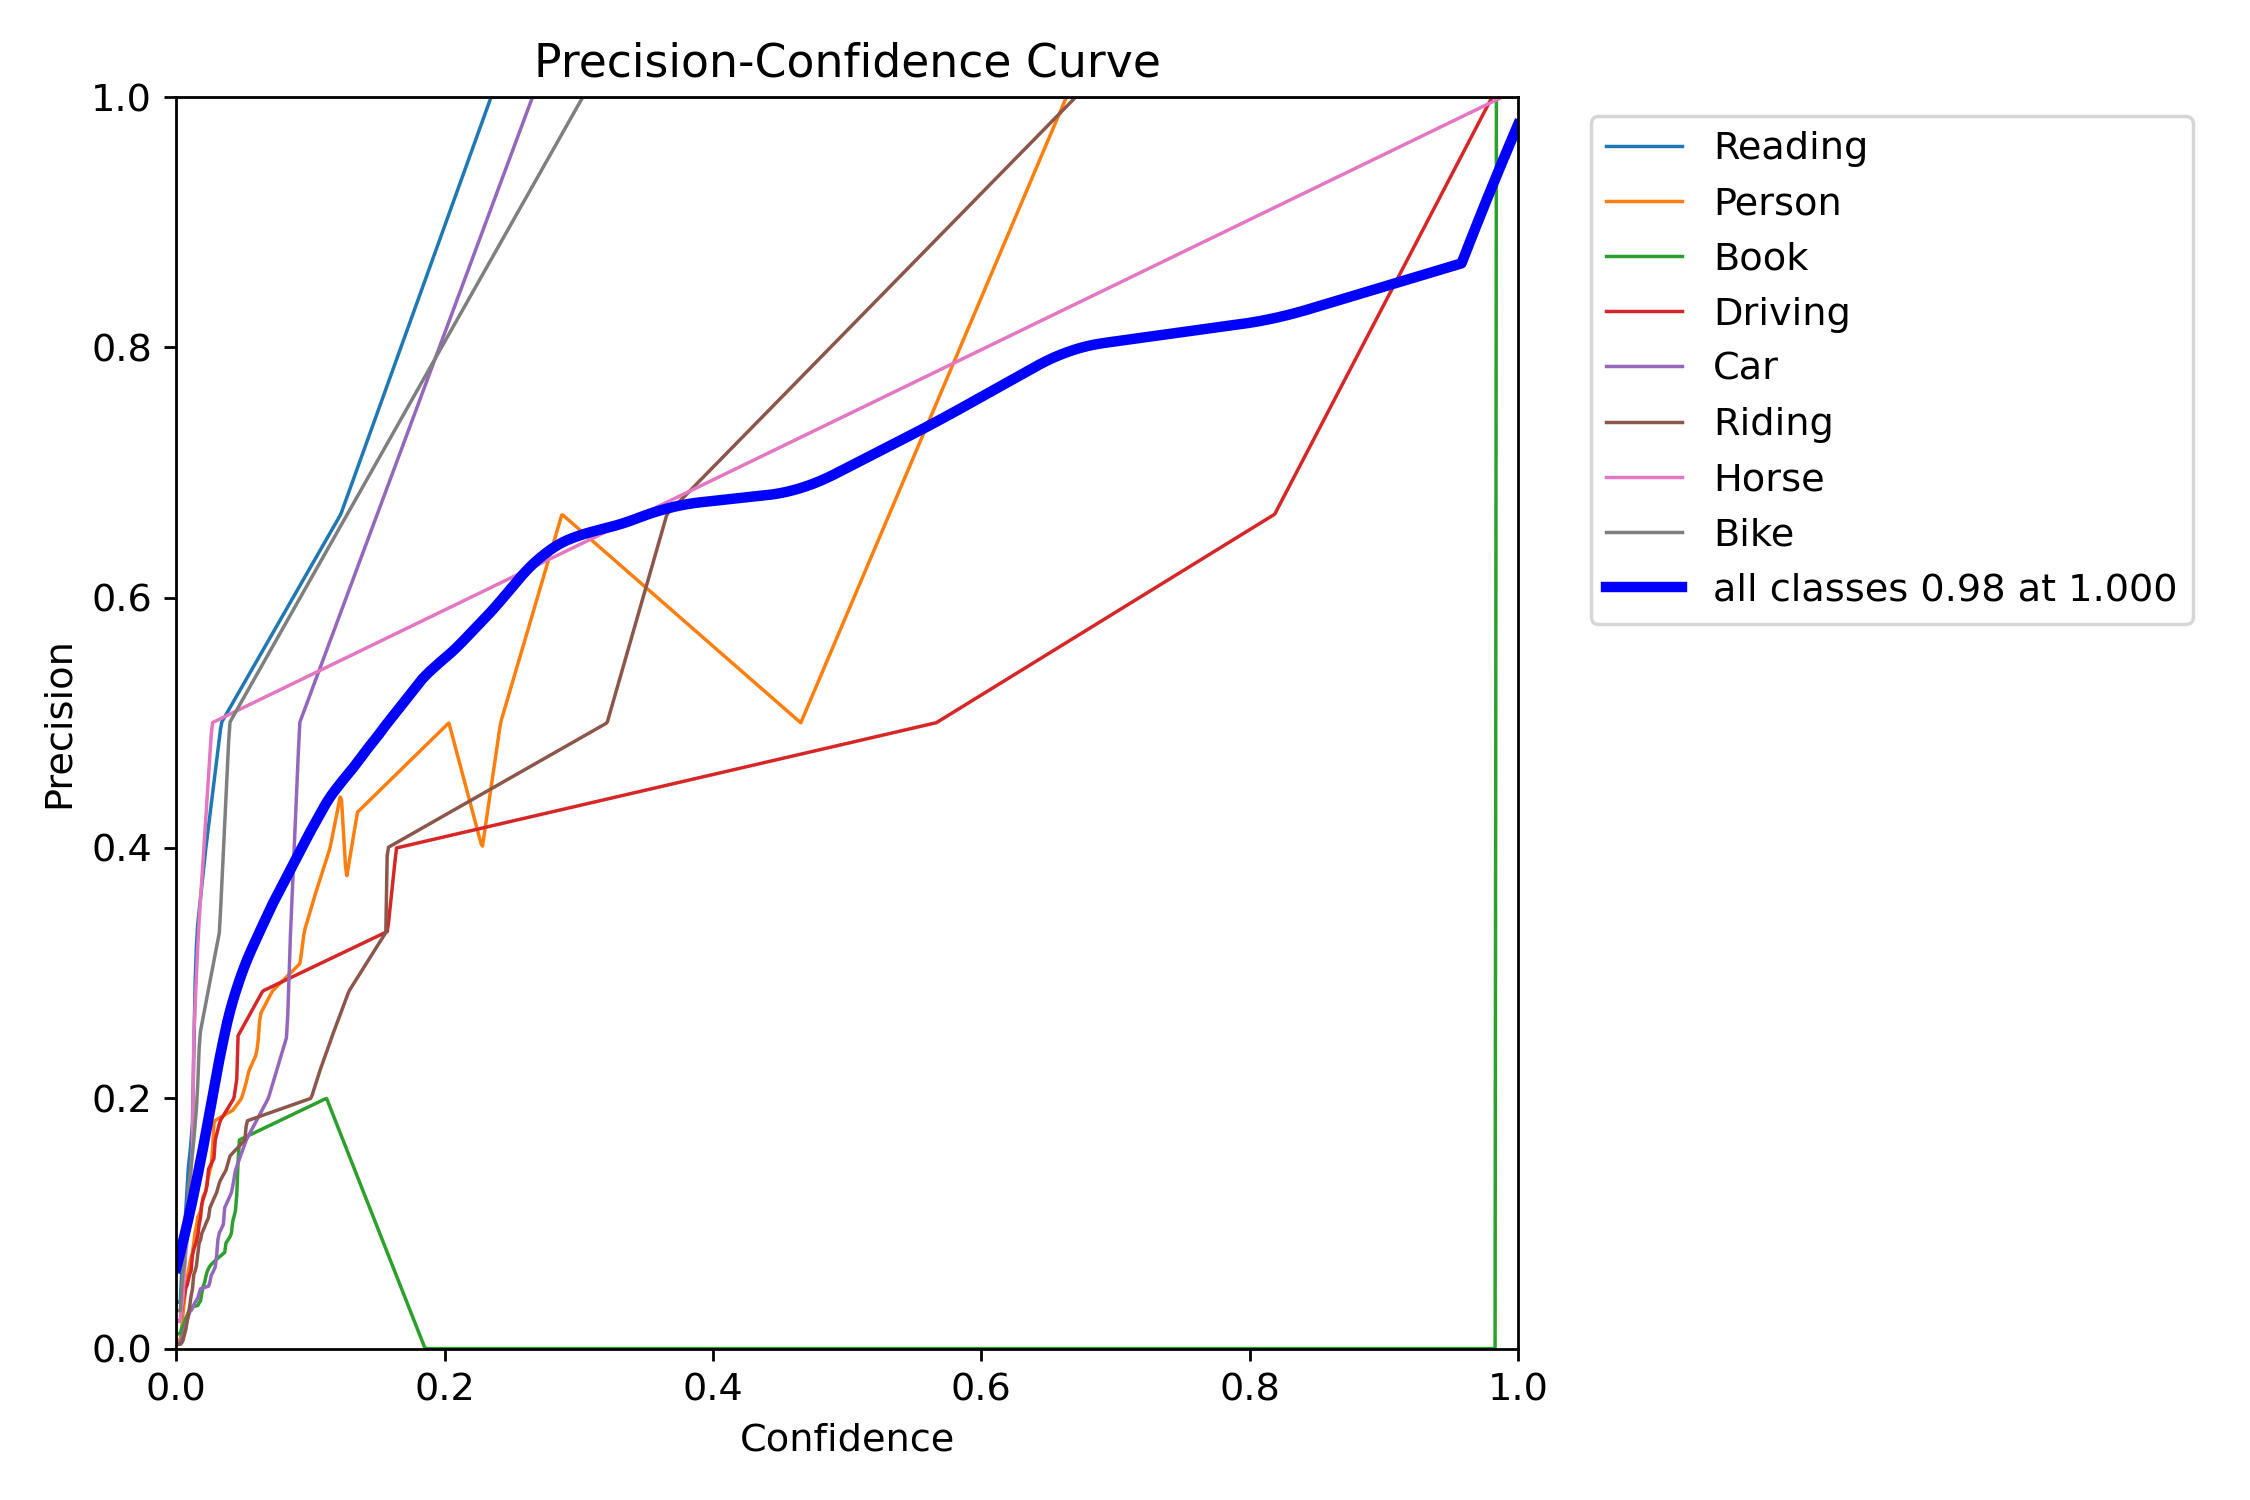 Precision-Confidence Curve
1.0
0.8
0.6
0.4
0.2
0.0
Precision
0.0 0.2 0.4 0.6 0.8 1.0
Confidence
Reading
Person
Book
Driving
Car
Riding
Horse
Bike
all classes 0.98 at 1.000